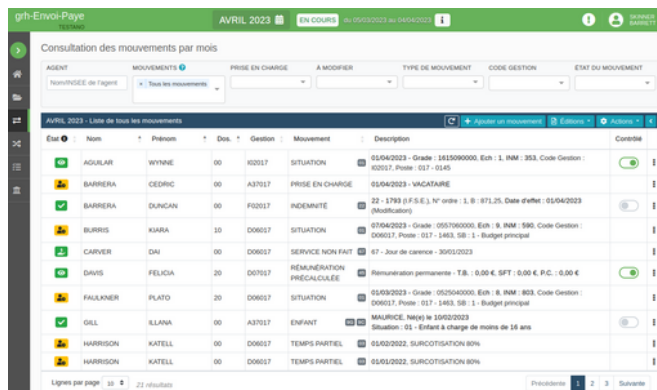 grh-Envoi-Paye
TESTANO
AVRIL 2023 EN COURS du 05/03/2023 au 04/04/2023
SKINNER
BARRETT
Consultation des mouvements par mois
AGENT MOUVEMENTS PRISE EN CHARGE À MODIFIER TYPE DE MOUVEMENT CODE GESTION ÉTAT DU MOUVEMENT
Nom/INSEE de l'agent × Tous les mouvements
AVRIL 2023 - Liste de tous les mouvements + Ajouter un mouvement Éditions Actions
État Nom Prénom Dos. Gestion Mouvement Description Contrôlé
01/04/2023 - Grade : 1615090000, Ech : 1, INM : 353, Code Gestion :
AGUILAR WYNNE 00 I02017 SITUATION
I02017, Poste : 017 - 0145
BARRERA CEDRIC 00 A37017 PRISE EN CHARGE 01/04/2023 - VACATAIRE
22 - 1793 (I.F.S.E.), N° ordre : 1, B : 871,25, Date d'effet : 01/04/2023
BARRERA DUNCAN 00 F02017 INDEMNITÉ
(Modification)
07/04/2023 - Grade : 0557060000, Ech : 9, INM : 590, Code Gestion :
BURRIS KIARA 10 D06017 SITUATION
D06017, Poste : 017 - 1463, SB : 1 - Budget principal
CARVER DAI 00 D06017 SERVICE NON FAIT 67 - Jour de carence - 30/01/2023
DAVIS FELICIA 20 D07017 RÉMUNÉRATION PRÉCALCULÉE Rémunération permanente - T.B. : 0,00 €, SFT : 0,00 €, P.C. : 0,00 €
01/03/2023 - Grade : 0525040000, Ech : 8, INM : 803, Code Gestion :
FAULKNER PLATO 20 D06017 SITUATION
D06017, Poste : 017 - 1463, SB : 1 - Budget principal
MAURICE, Né(e) le 10/02/2023
GILL ILLANA 00 A37017 ENFANT
Situation : 01 - Enfant à charge de moins de 16 ans
HARRISON KATELL 00 D06017 TEMPS PARTIEL 01/02/2022, SURCOTISATION 80%
HARRISON KATELL 00 D06017 TEMPS PARTIEL 01/01/2022, SURCOTISATION 80%
Lignes par page 10 21 résultats Précédente 1 2 3 Suivante